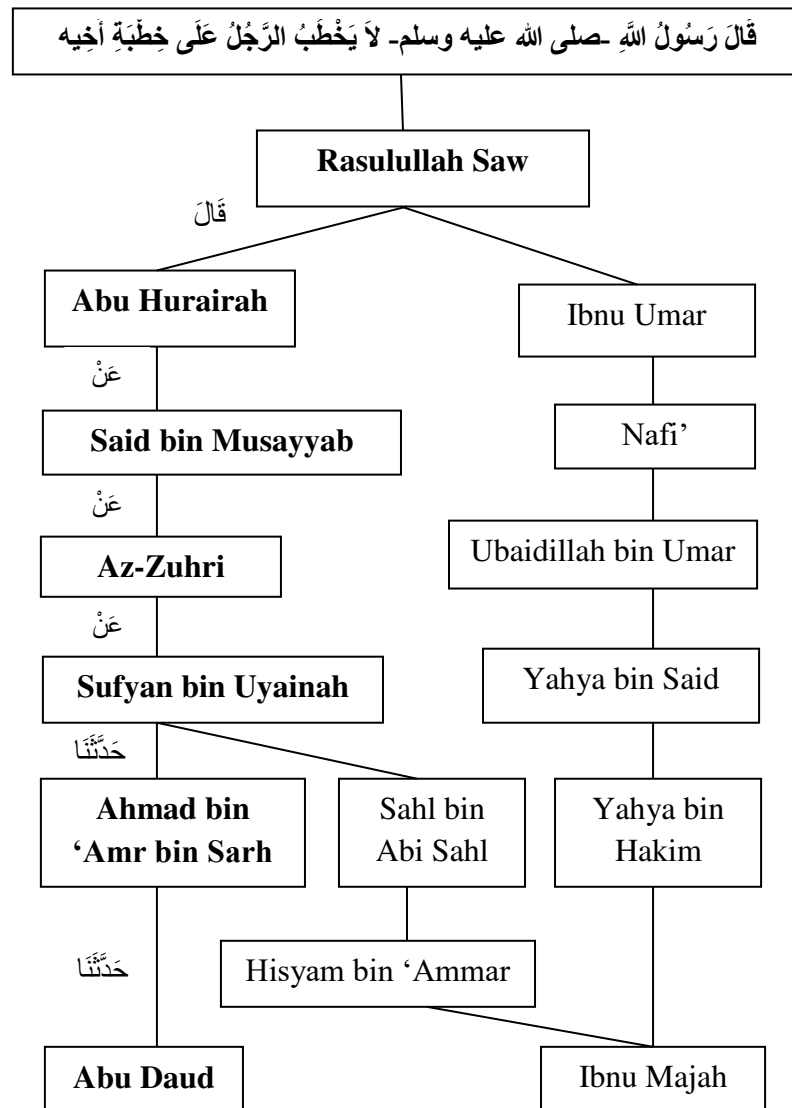 قَالَ رَسُولُ اللَّهِ -صلى الله عليه وسلم- لاَ يَخْطُبُ الرَّجُلُ عَلَى خِطْبَةِ أَخِيه
Rasulullah Saw
قَالَ
Abu Hurairah
Ibnu Umar
عَنْ
Said bin Musayyab
Nafi’
عَنْ
Az-Zuhri
Ubaidillah bin Umar
عَنْ
Sufyan bin Uyainah
Yahya bin Said
حَدَّثَنَا
Ahmad bin
‘Amr bin Sarh
Sahl bin
Abi Sahl
Yahya bin
Hakim
حَدَّثَنَا
Hisyam bin ‘Ammar
Abu Daud
Ibnu Majah